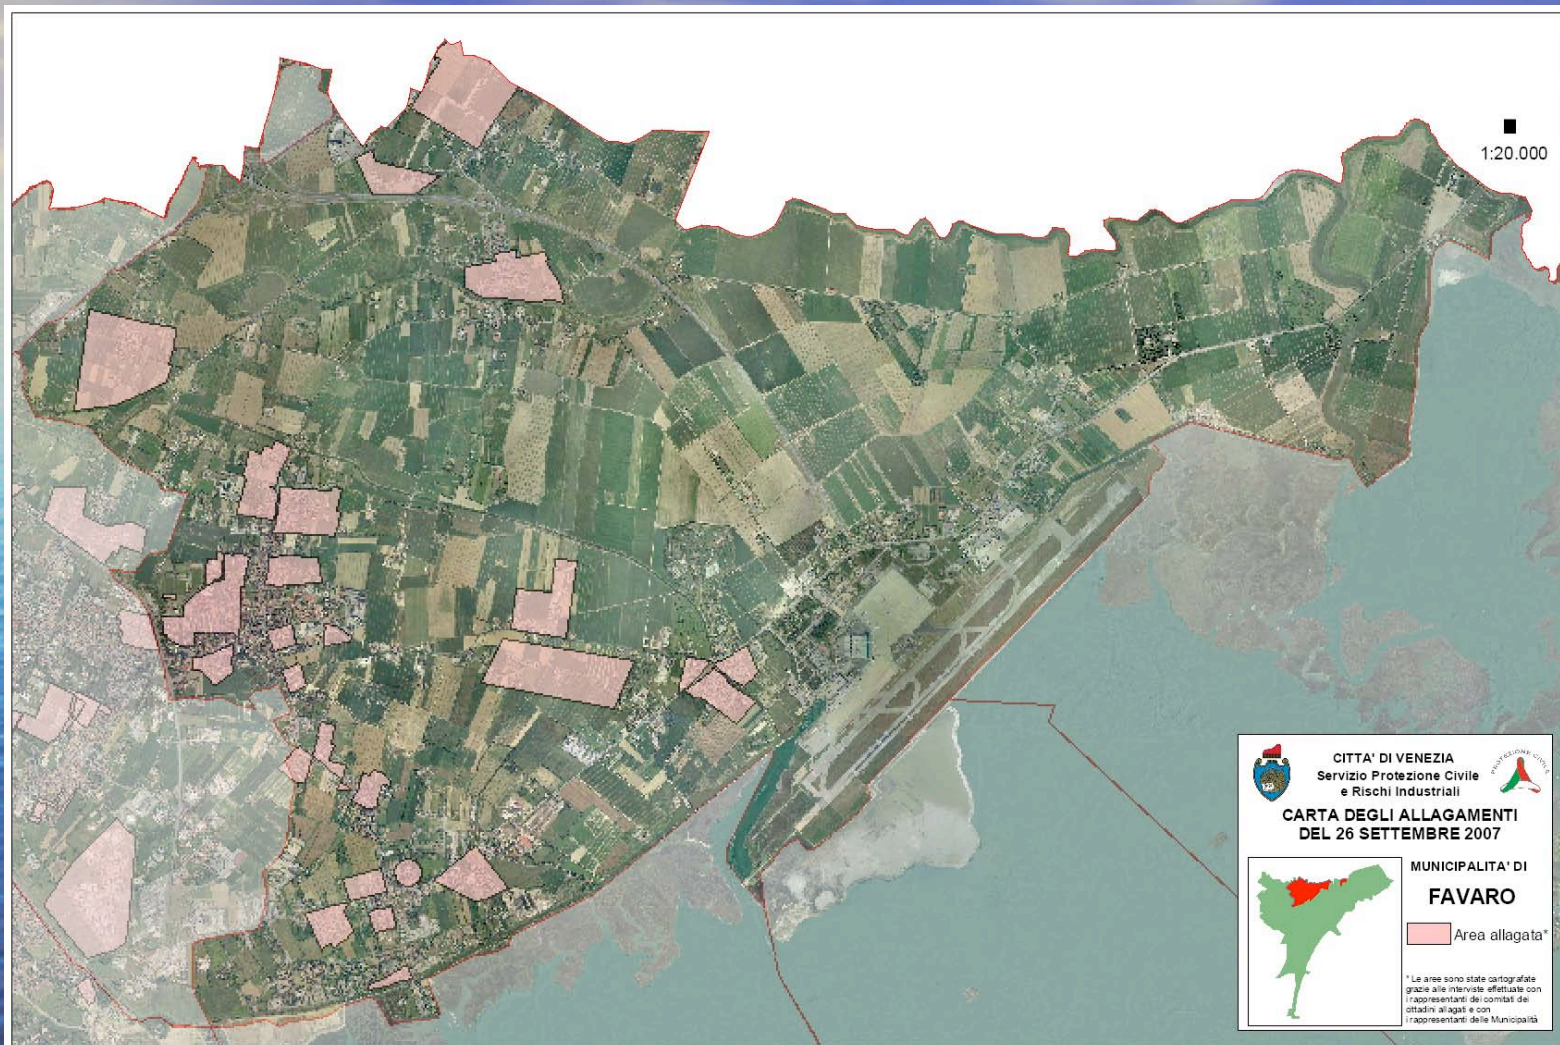 1:20.000
CITTA' DI VENEZIA
Servizio Protezione Civile
e Rischi Industriali
PROTEZIONE CIVILE
CARTA DEGLI ALLAGAMENTI
DEL 26 SETTEMBRE 2007
MUNICIPALITA' DI
FAVARO
Area allagata*
* Le aree sono state cartografate
grazie alle interviste effettuate con
i rappresentanti dei comitati dei
cittadini allagati e con
i rappresentanti delle Municipalità